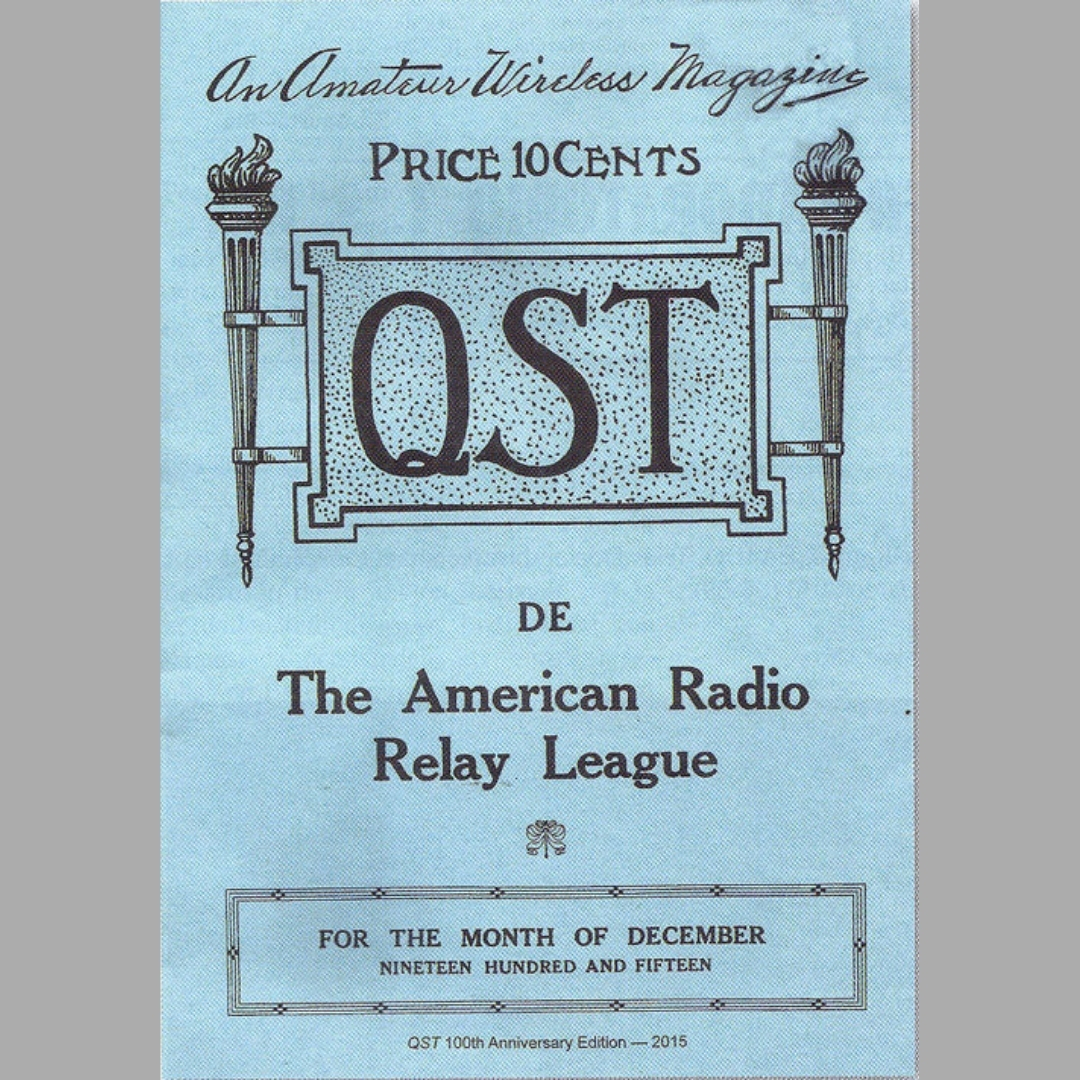 An Amateur Wireless Magazine
PRICE 10 CENTS
QST
DE
The American Radio
Relay League
FOR THE MONTH OF DECEMBER
NINETEEN HUNDRED AND FIFTEEN
QST 100th Anniversary Edition — 2015